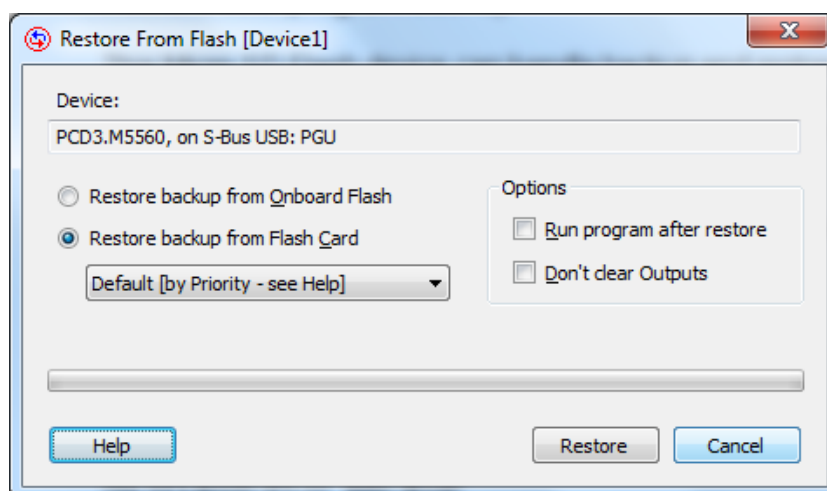 Restore From Flash [Device1]
Device:
PCD3.M5560, on S-Bus USB: PGU
Restore backup from Onboard Flash
Restore backup from Flash Card
Default [by Priority - see Help]
Options
Run program after restore
Don't clear Outputs
Help
Restore
Cancel